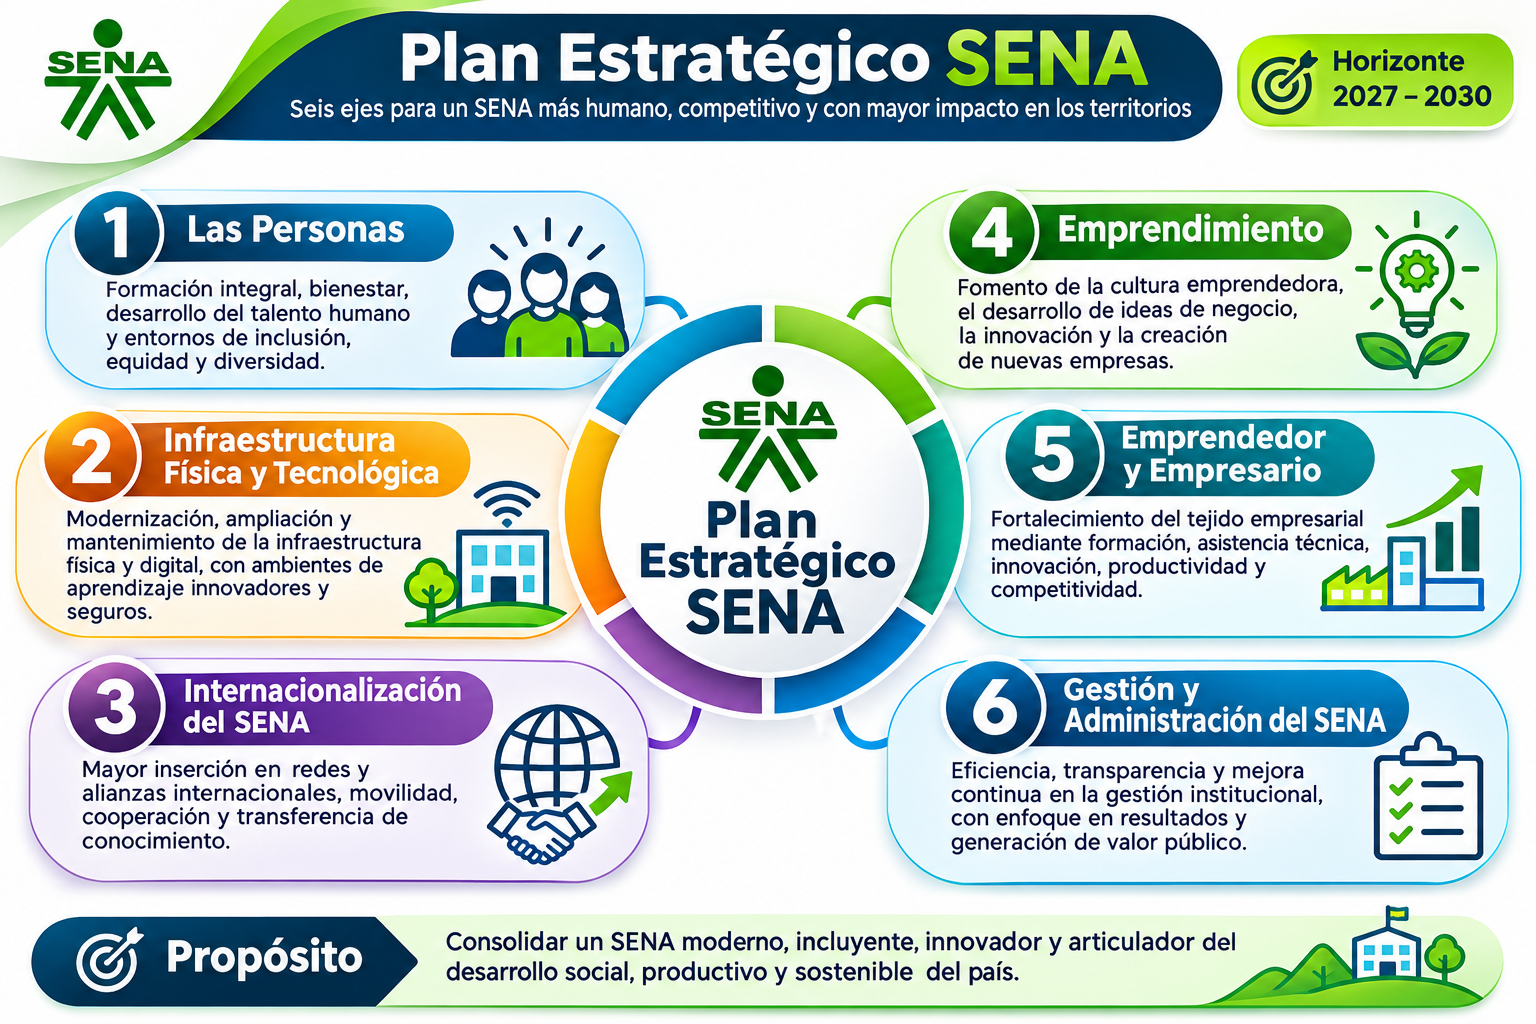 SENA
Plan Estratégico SENA
Seis ejes para un SENA más humano, competitivo y con mayor impacto en los territorios
Horizonte
2027 – 2030
1
Las Personas
Formación integral, bienestar,
desarrollo del talento humano
y entornos de inclusión,
equidad y diversidad.
2
Infraestructura
Física y Tecnológica
Modernización, ampliación y
mantenimiento de la infraestructura
física y digital, con ambientes de
aprendizaje innovadores y
seguros.
3
Internacionalización
del SENA
Mayor inserción en redes y
alianzas internacionales, movilidad,
cooperación y transferencia de
conocimiento.
SENA
Plan
Estratégico
SENA
4
Emprendimiento
Fomento de la cultura emprendedora,
el desarrollo de ideas de negocio,
la innovación y la creación
de nuevas empresas.
5
Emprendedor
y Empresario
Fortalecimiento del tejido empresarial
mediante formación, asistencia técnica,
innovación, productividad y
competitividad.
6
Gestión y
Administración del SENA
Eficiencia, transparencia y mejora
continua en la gestión institucional,
con enfoque en resultados y
generación de valor público.
Propósito
Consolidar un SENA moderno, incluyente, innovador y articulador del
desarrollo social, productivo y sostenible del país.